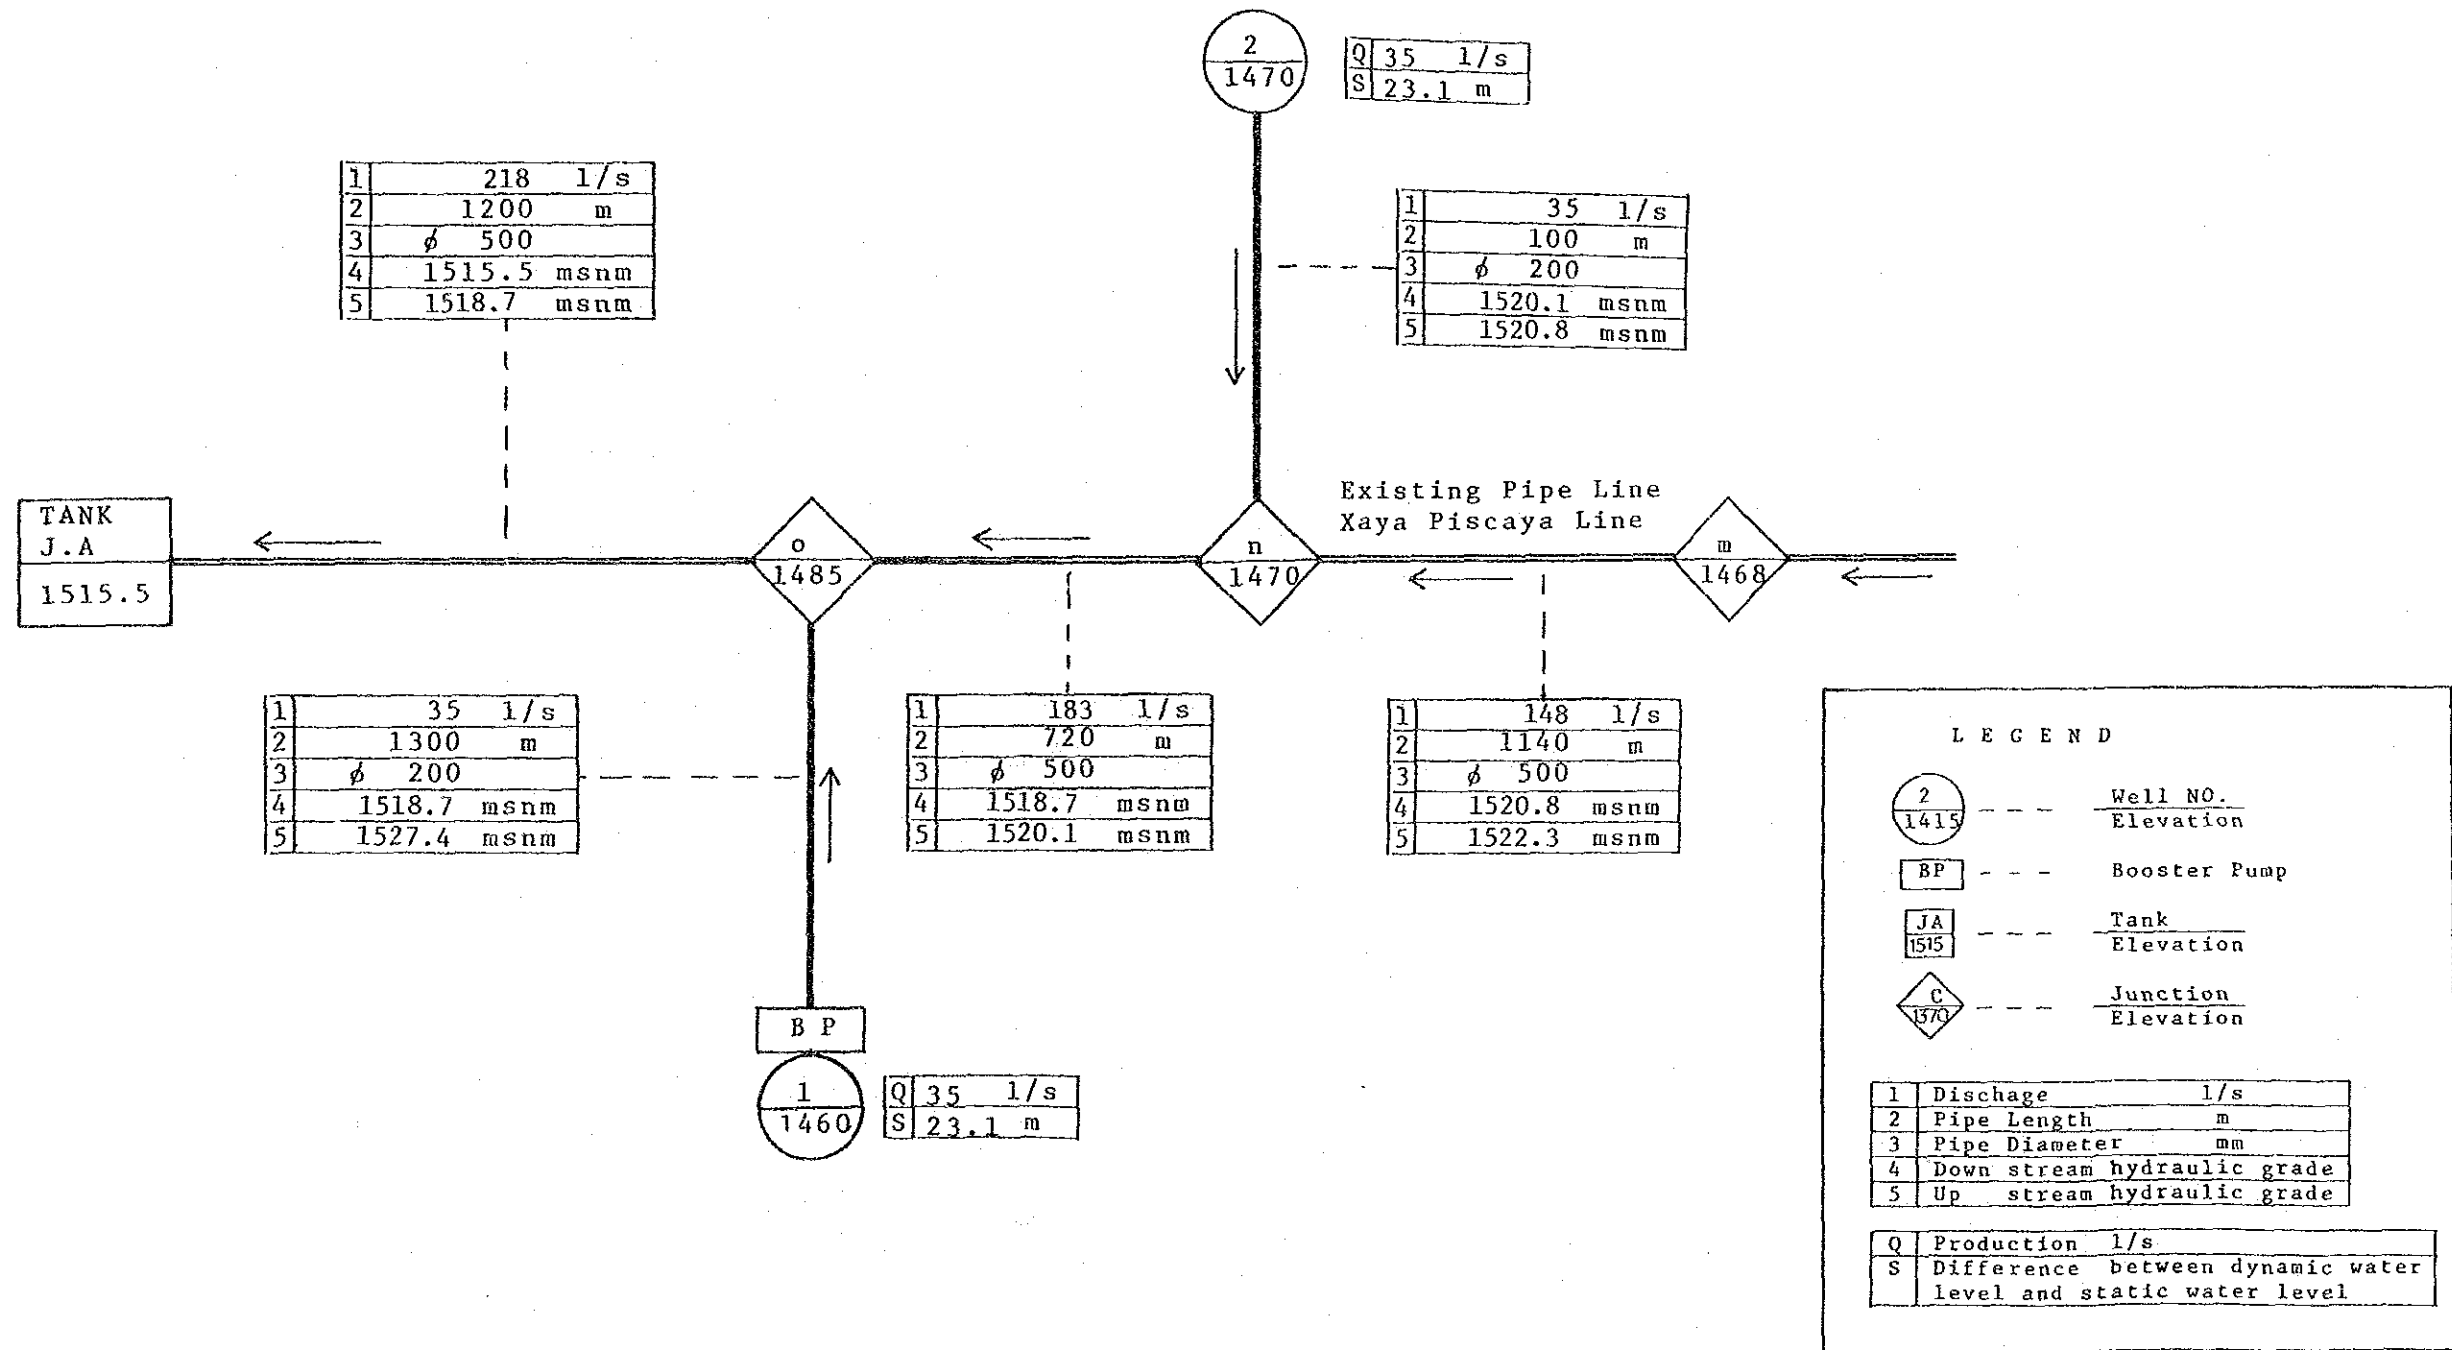 2
1470
Q 35 l/s
S 23.1 m
1 218 l/s
2 1200 m
3 ϕ 500
4 1515.5 msnm
5 1518.7 msnm
1 35 l/s
2 100 m
3 ϕ 200
4 1520.1 msnm
5 1520.8 msnm
Existing Pipe Line
Xaya Piscaya Line
TANK
J.A
1515.5
o
1485
n
1470
m
1468
1 35 l/s
2 1300 m
3 ϕ 200
4 1518.7 msnm
5 1527.4 msnm
1 183 l/s
2 720 m
3 ϕ 500
4 1518.7 msnm
5 1520.1 msnm
1 148 l/s
2 1140 m
3 ϕ 500
4 1520.8 msnm
5 1522.3 msnm
B P
1
1460
Q 35 l/s
S 23.1 m
L E G E N D
2
1415
Well NO.
Elevation
BP
Booster Pump
JA
1515
Tank
Elevation
C
1370
Junction
Elevation
1 Dischage l/s
2 Pipe Length m
3 Pipe Diameter mm
4 Down stream hydraulic grade
5 Up stream hydraulic grade
Q Production l/s
S Difference between dynamic water
level and static water level